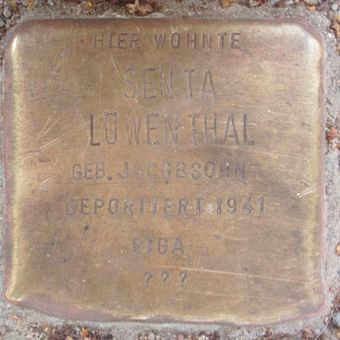 HIER WOHNTE
SENTA
LÖWENTHAL
GEB. JACOBSOHN
DEPORTIERT 1941
RIGA
? ? ?